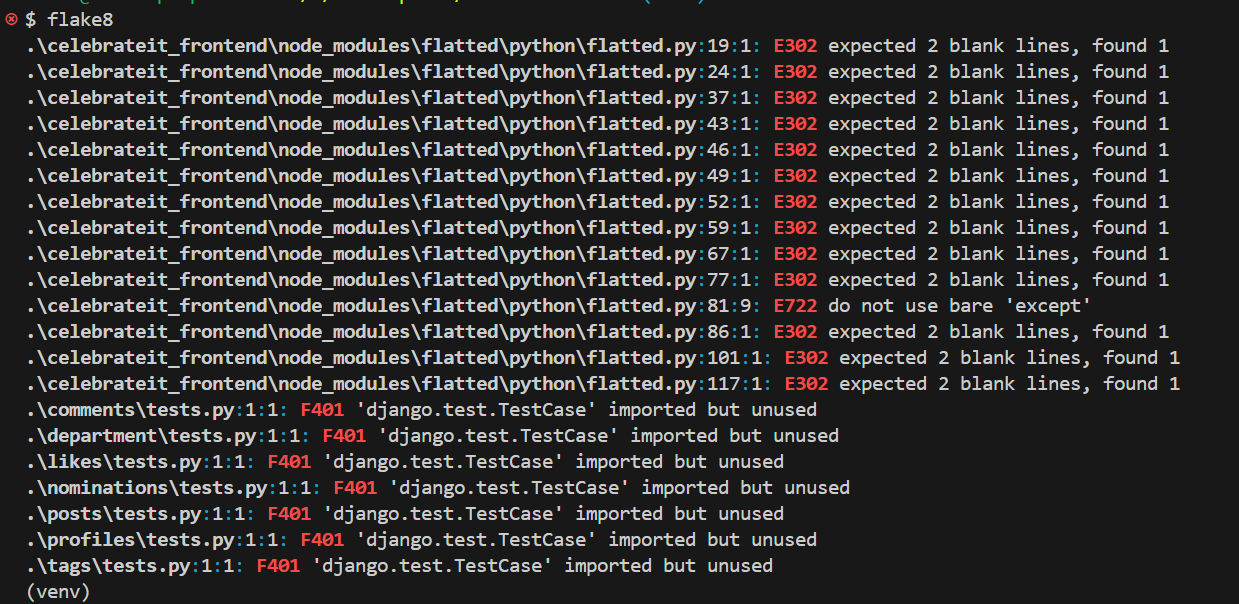 $ flake8
.\celebrateit_frontend\node_modules\flatted\python\flatted.py:19:1: E302 expected 2 blank lines, found 1
.\celebrateit_frontend\node_modules\flatted\python\flatted.py:24:1: E302 expected 2 blank lines, found 1
.\celebrateit_frontend\node_modules\flatted\python\flatted.py:37:1: E302 expected 2 blank lines, found 1
.\celebrateit_frontend\node_modules\flatted\python\flatted.py:43:1: E302 expected 2 blank lines, found 1
.\celebrateit_frontend\node_modules\flatted\python\flatted.py:46:1: E302 expected 2 blank lines, found 1
.\celebrateit_frontend\node_modules\flatted\python\flatted.py:49:1: E302 expected 2 blank lines, found 1
.\celebrateit_frontend\node_modules\flatted\python\flatted.py:52:1: E302 expected 2 blank lines, found 1
.\celebrateit_frontend\node_modules\flatted\python\flatted.py:59:1: E302 expected 2 blank lines, found 1
.\celebrateit_frontend\node_modules\flatted\python\flatted.py:67:1: E302 expected 2 blank lines, found 1
.\celebrateit_frontend\node_modules\flatted\python\flatted.py:77:1: E302 expected 2 blank lines, found 1
.\celebrateit_frontend\node_modules\flatted\python\flatted.py:81:9: E722 do not use bare 'except'
.\celebrateit_frontend\node_modules\flatted\python\flatted.py:86:1: E302 expected 2 blank lines, found 1
.\celebrateit_frontend\node_modules\flatted\python\flatted.py:101:1: E302 expected 2 blank lines, found 1
.\celebrateit_frontend\node_modules\flatted\python\flatted.py:117:1: E302 expected 2 blank lines, found 1
.\comments\tests.py:1:1: F401 'django.test.TestCase' imported but unused
.\department\tests.py:1:1: F401 'django.test.TestCase' imported but unused
.\likes\tests.py:1:1: F401 'django.test.TestCase' imported but unused
.\nominations\tests.py:1:1: F401 'django.test.TestCase' imported but unused
.\posts\tests.py:1:1: F401 'django.test.TestCase' imported but unused
.\profiles\tests.py:1:1: F401 'django.test.TestCase' imported but unused
.\tags\tests.py:1:1: F401 'django.test.TestCase' imported but unused
(venv)